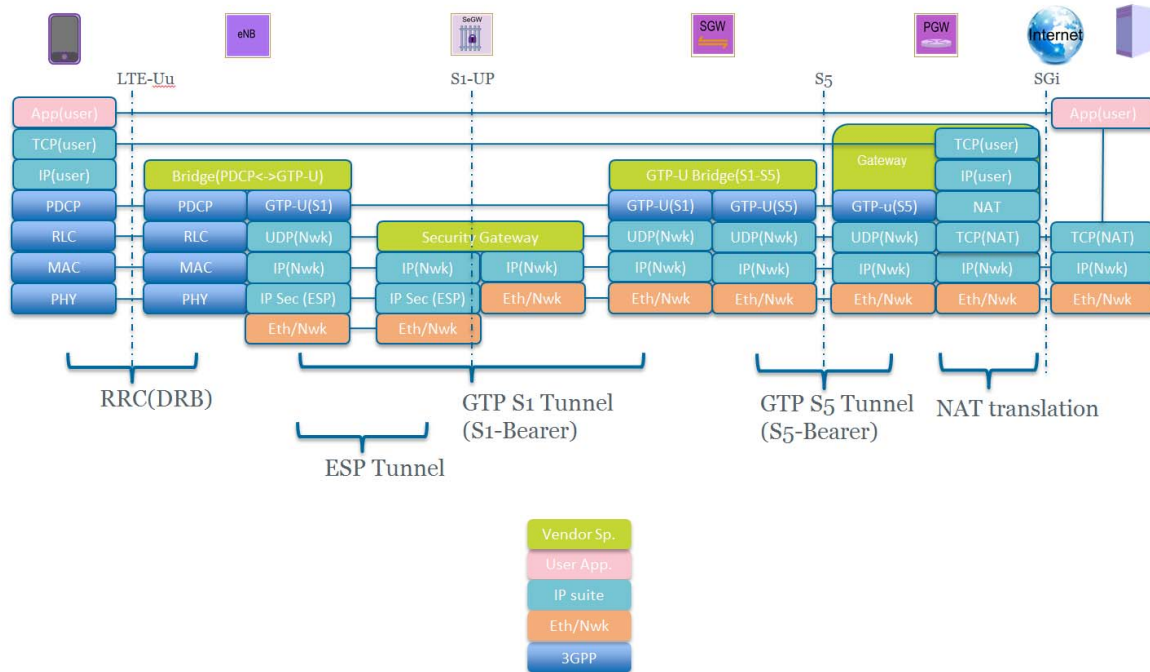 eNB
SeGW
SGW
PGW
Internet
LTE-Uu
S1-UP
S5
SGi
App(user)
App(user)
TCP(user)
TCP(user)
IP(user)
Bridge(PDCP<->GTP-U)
GTP-U Bridge(S1-S5)
Gateway
IP(user)
PDCP
PDCP
GTP-U(S1)
GTP-U(S1)
GTP-U(S5)
GTP-u(S5)
NAT
RLC
RLC
UDP(Nwk)
Security Gateway
UDP(Nwk)
UDP(Nwk)
UDP(Nwk)
TCP(NAT)
TCP(NAT)
MAC
MAC
IP(Nwk)
IP(Nwk)
IP(Nwk)
IP(Nwk)
IP(Nwk)
IP(Nwk)
IP(Nwk)
IP(Nwk)
PHY
PHY
IP Sec (ESP)
IP Sec (ESP)
Eth/Nwk
Eth/Nwk
Eth/Nwk
Eth/Nwk
Eth/Nwk
Eth/Nwk
Eth/Nwk
Eth/Nwk
RRC(DRB)
GTP S1 Tunnel
(S1-Bearer)
GTP S5 Tunnel
(S5-Bearer)
NAT translation
ESP Tunnel
Vendor Sp.
User App.
IP suite
Eth/Nwk
3GPP